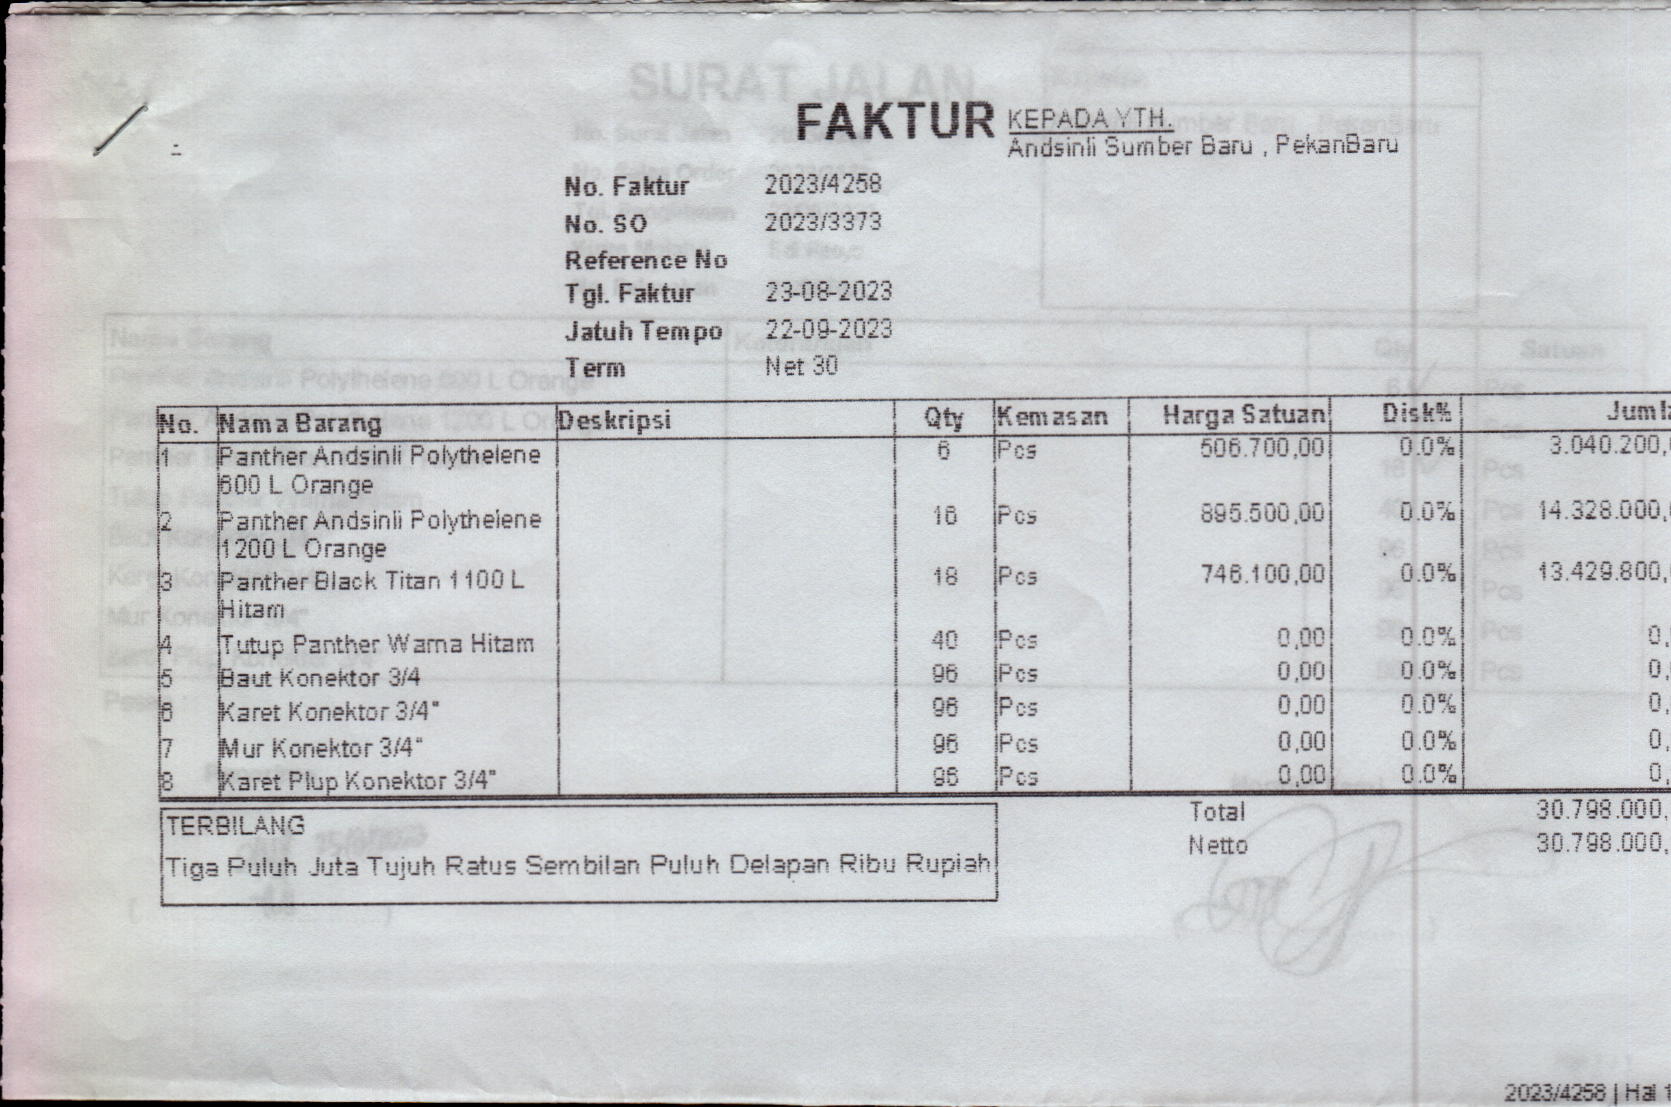 SURAT JALAN
FAKTUR
KEPADA YTH.
Andsinli Sumber Baru , PekanBaru
No. Faktur 2023/4258
No. SO 2023/3373
Reference No
Tgl. Faktur 23-08-2023
Jatuh Tempo 22-09-2023
Term Net 30
No. Nama Barang Deskripsi Qty Kemasan Harga Satuan Disk% Jumla
1 Panther Andsinli Polythelene 6 Pcs 506.700,00 0.0% 3.040.200,
600 L Orange
2 Panther Andsinli Polythelene 16 Pcs 895.500,00 0.0% 14.328.000,
1200 L Orange
3 Panther Black Titan 1100 L 18 Pcs 746.100,00 0.0% 13.429.800,
Hitam
4 Tutup Panther Warna Hitam 40 Pcs 0,00 0.0% 0,
5 Baut Konektor 3/4 96 Pcs 0,00 0.0% 0,
6 Karet Konektor 3/4" 96 Pcs 0,00 0.0% 0,
7 Mur Konektor 3/4" 96 Pcs 0,00 0.0% 0,
8 Karet Plup Konektor 3/4" 96 Pcs 0,00 0.0% 0,
Total 30.798.000,
Netto 30.798.000,
TERBILANG
Tiga Puluh Juta Tujuh Ratus Sembilan Puluh Delapan Ribu Rupiah
2023/4258 | Hal 1